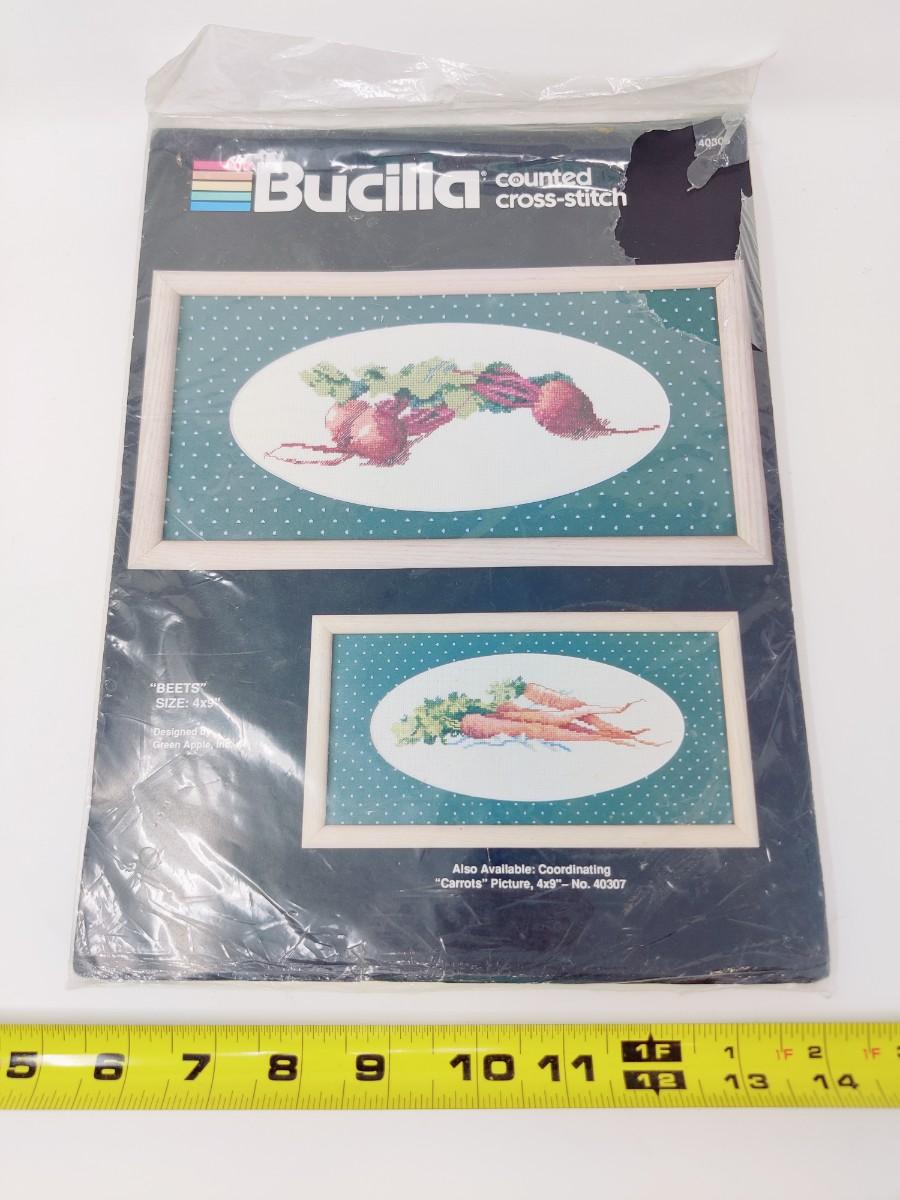 Bucilla® counted
cross-stitch
"BEETS"
SIZE: 4x9"
Designed by
Green Apple, Inc.
Also Available: Coordinating
"Carrots" Picture, 4x9"– No. 40307
5 6 7 8 9 10 11 1F 1 1F 2 1F
12 13 14